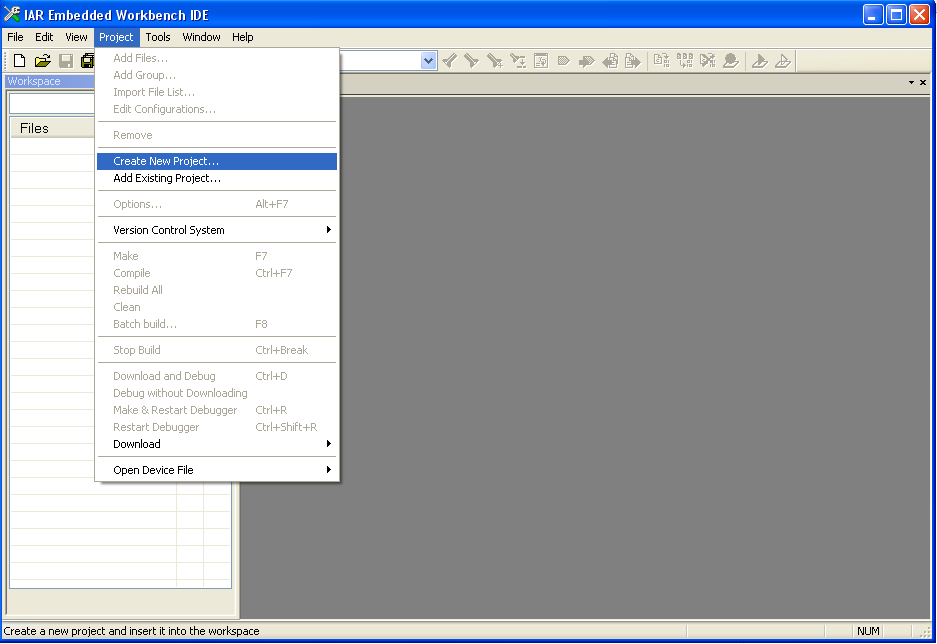 IAR Embedded Workbench IDE
File Edit View Project Tools Window Help
Workspace
Files
Add Files...
Add Group...
Import File List...
Edit Configurations...
Remove
Create New Project...
Add Existing Project...
Options... Alt+F7
Version Control System
Make F7
Compile Ctrl+F7
Rebuild All
Clean
Batch build... F8
Stop Build Ctrl+Break
Download and Debug Ctrl+D
Debug without Downloading
Make & Restart Debugger Ctrl+R
Restart Debugger Ctrl+Shift+R
Download
Open Device File
Create a new project and insert it into the workspace NUM